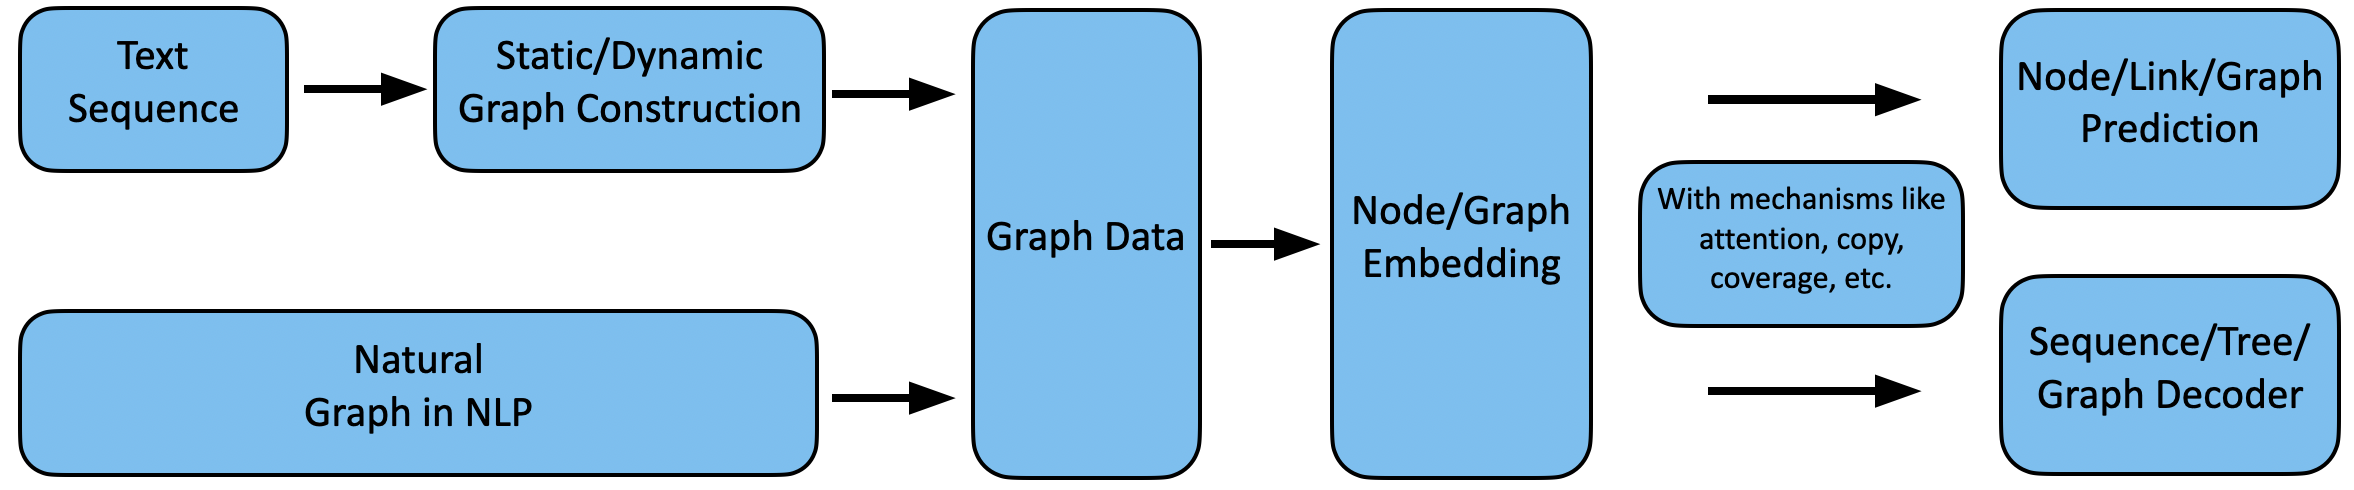 Text
Sequence
Static/Dynamic
Graph Construction
Natural
Graph in NLP
Graph Data
Node/Graph
Embedding
With mechanisms like
attention, copy,
coverage, etc.
Node/Link/Graph
Prediction
Sequence/Tree/
Graph Decoder